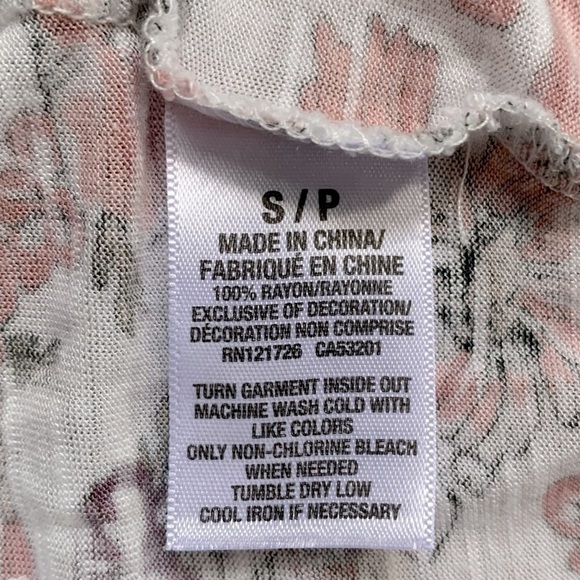 S/P
MADE IN CHINA/
FABRIQUÉ EN CHINE
100% RAYON/RAYONNE
EXCLUSIVE OF DECORATION/
DÉCORATION NON COMPRISE
RN121726 CA53201
TURN GARMENT INSIDE OUT
MACHINE WASH COLD WITH
LIKE COLORS
ONLY NON-CHLORINE BLEACH
WHEN NEEDED
TUMBLE DRY LOW
COOL IRON IF NECESSARY